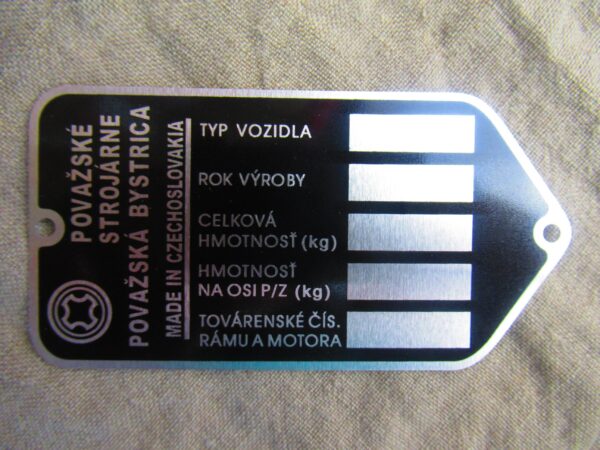 POVAŽSKÉ
STROJÁRNE
POVAŽSKÁ BYSTRICA
MADE IN CZECHOSLOVAKIA
TYP VOZIDLA
ROK VÝROBY
CELKOVÁ
HMOTNOSŤ (kg)
HMOTNOSŤ
NA OSI P/Z (kg)
TOVÁRENSKÉ ČÍS.
RÁMU A MOTORA